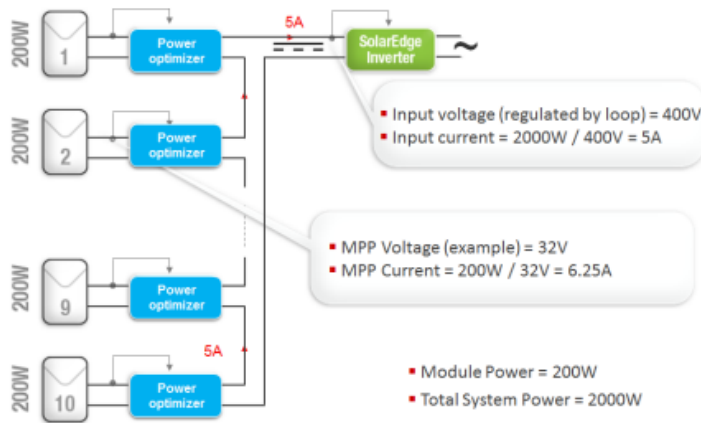 5A
200W
1
Power
optimizer
SolarEdge
Inverter
~
▪ Input voltage (regulated by loop) = 400V
▪ Input current = 2000W / 400V = 5A
200W
2
Power
optimizer
▪ MPP Voltage (example) = 32V
▪ MPP Current = 200W / 32V = 6.25A
200W
9
Power
optimizer
5A
200W
10
Power
optimizer
▪ Module Power = 200W
▪ Total System Power = 2000W